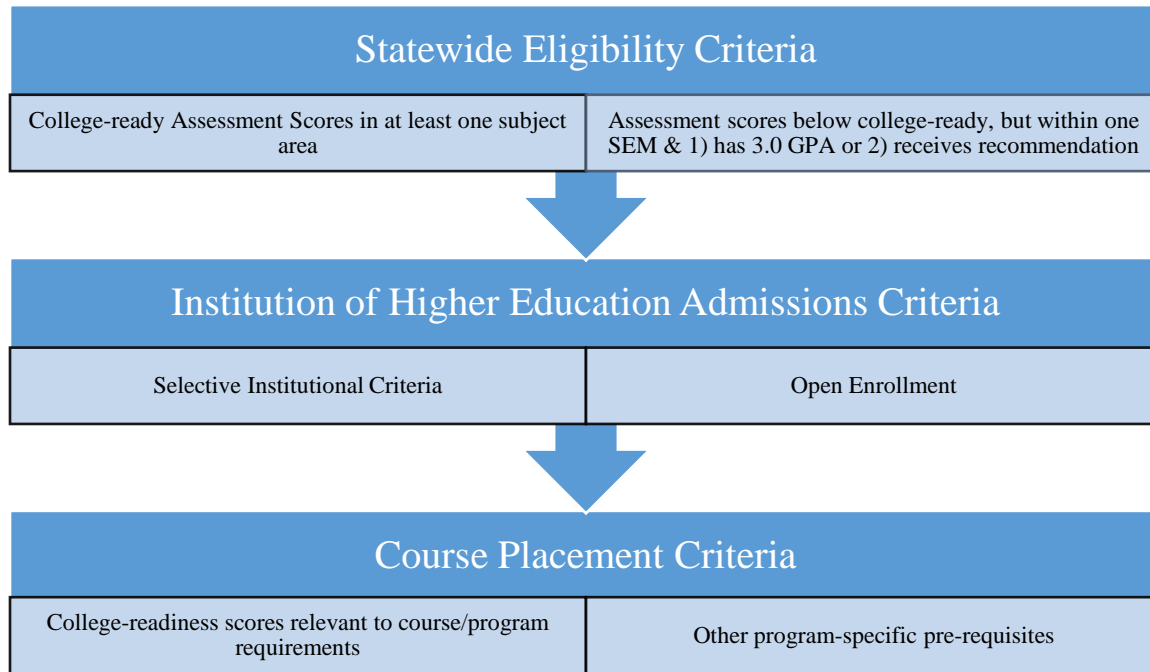 Statewide Eligibility Criteria
College-ready Assessment Scores in at least one subject
area
Assessment scores below college-ready, but within one
SEM & 1) has 3.0 GPA or 2) receives recommendation
Institution of Higher Education Admissions Criteria
Selective Institutional Criteria
Open Enrollment
Course Placement Criteria
College-readiness scores relevant to course/program
requirements
Other program-specific pre-requisites